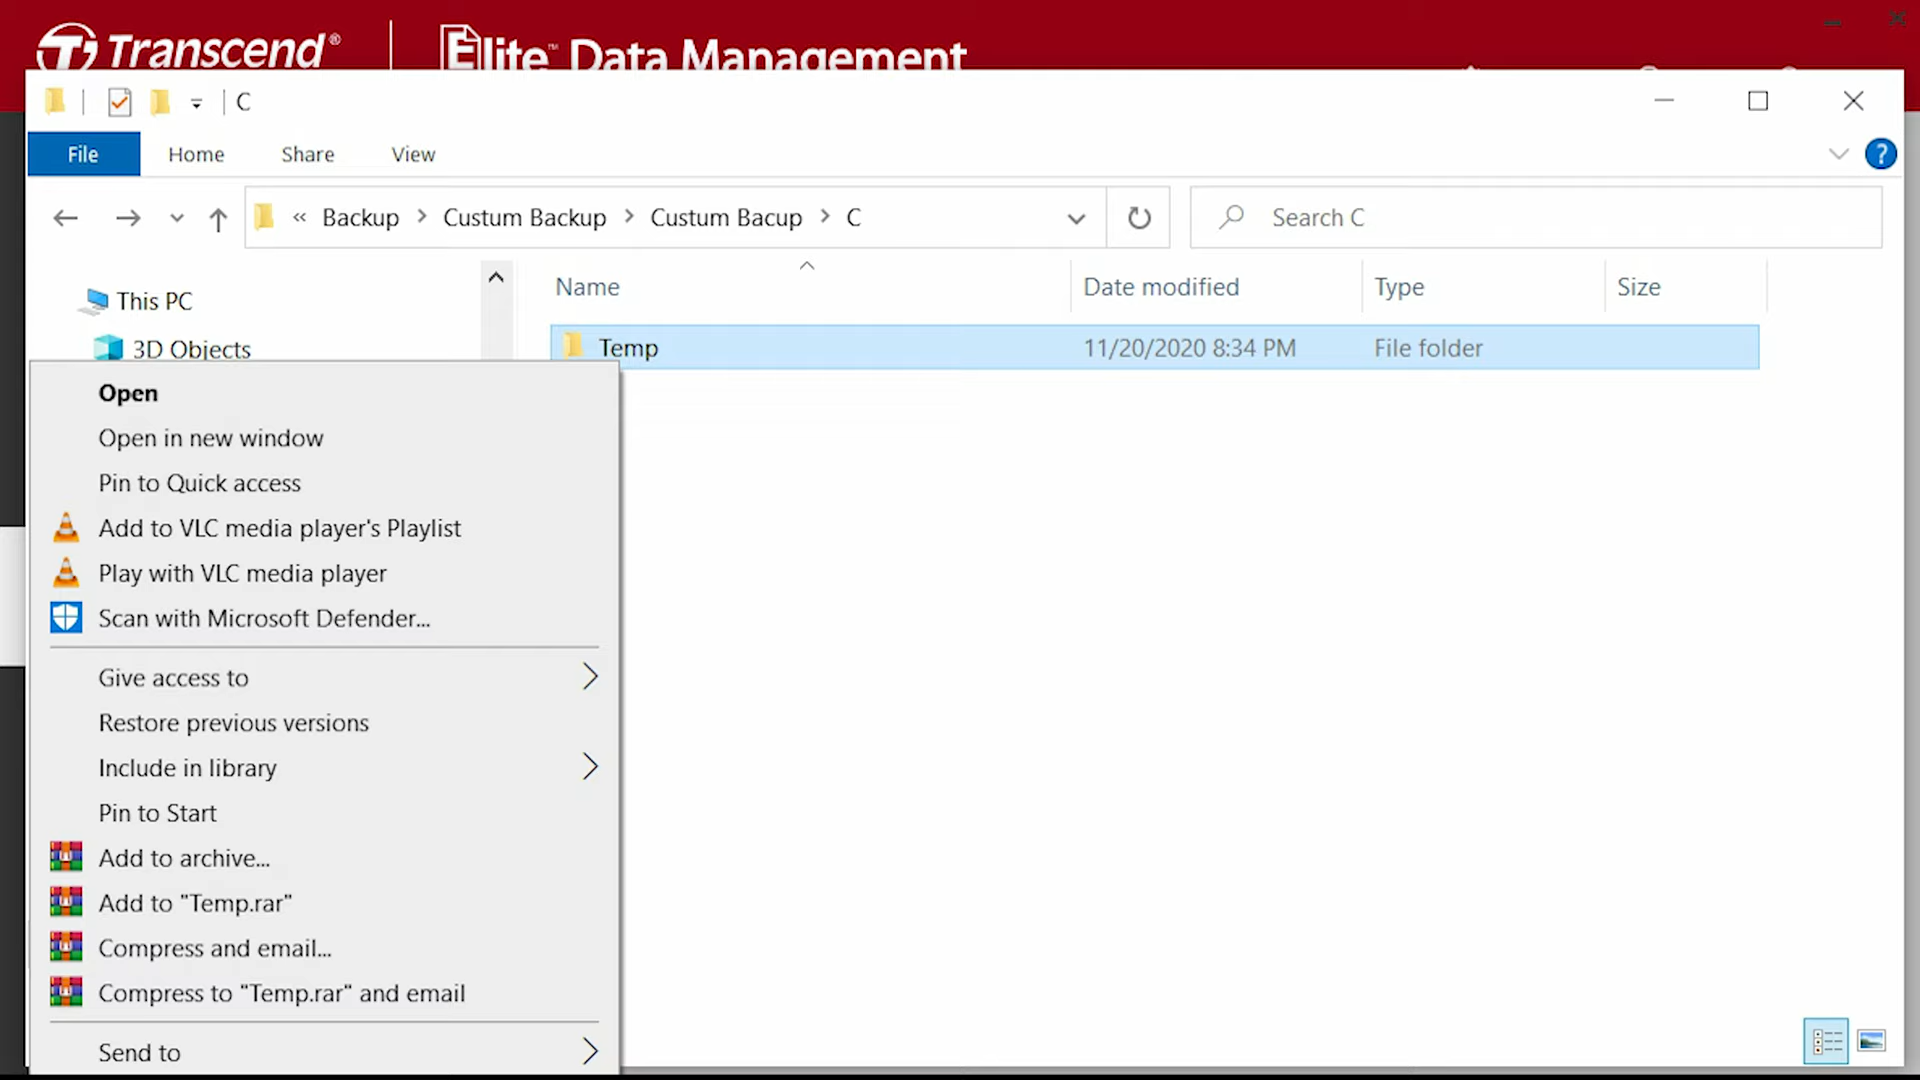 Transcend®
Elite™ Data Management
C
File Home Share View
?
« Backup > Custum Backup > Custum Bacup > C
Search C
Name Date modified Type Size
This PC
3D Objects
Temp 11/20/2020 8:34 PM File folder
Open
Open in new window
Pin to Quick access
Add to VLC media player's Playlist
Play with VLC media player
Scan with Microsoft Defender...
Give access to
Restore previous versions
Include in library
Pin to Start
Add to archive...
Add to "Temp.rar"
Compress and email...
Compress to "Temp.rar" and email
Send to